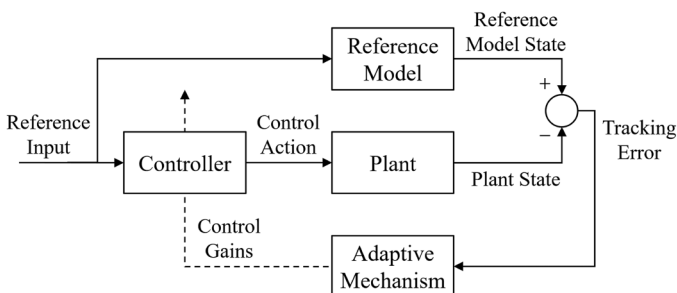 Reference
Model State
Reference
Model
+
Reference
Input
Control
Action
Controller
Plant
−
Tracking
Error
Plant State
Control
Gains
Adaptive
Mechanism